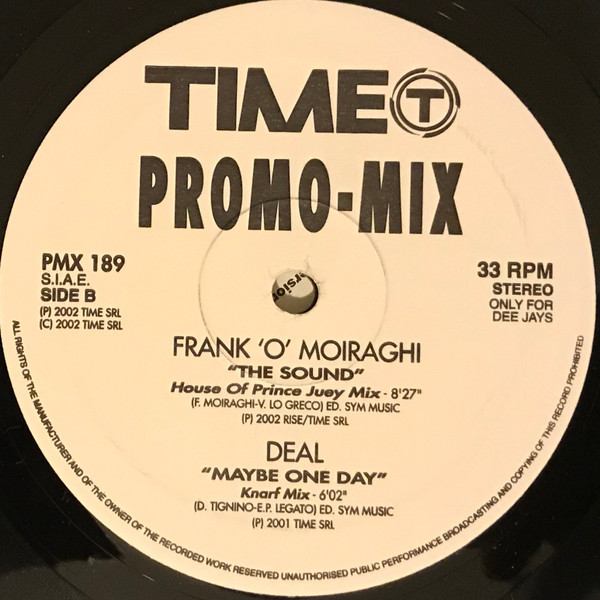 TIME T
PROMO-MIX
PMX 189
S.I.A.E.
SIDE B
(P) 2002 TIME SRL
(C) 2002 TIME SRL
33 RPM
STEREO
ONLY FOR
DEE JAYS
FRANK 'O' MOIRAGHI
"THE SOUND"
House Of Prince Juey Mix - 8'27"
(F. MOIRAGHI-V. LO GRECO) ED. SYM MUSIC
(P) 2002 RISE/TIME SRL
DEAL
"MAYBE ONE DAY"
Knarf Mix - 6'02"
(D. TIGNINO-E.P. LEGATO) ED. SYM MUSIC
(P) 2001 TIME SRL
ALL RIGHTS OF THE MANUFACTURER AND OF THE OWNER OF THE RECORDED WORK RESERVED UNAUTHORISED PUBLIC PERFORMANCE BROADCASTING AND COPYING OF THIS RECORD PROHIBITED